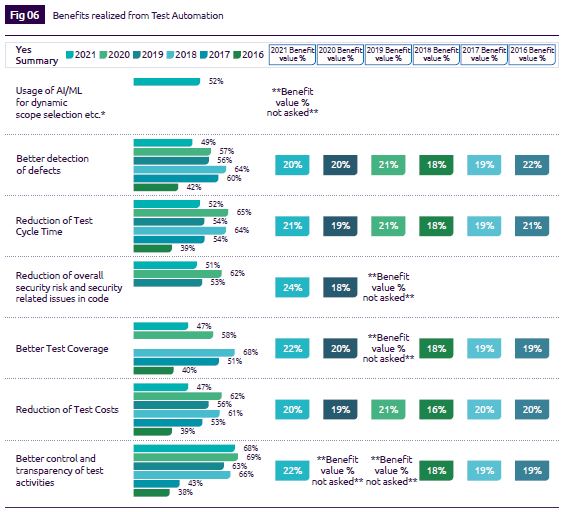 Fig 06 Benefits realized from Test Automation
Yes Summary 2021 2020 2019 2018 2017 2016 2021 Benefit value % 2020 Benefit value % 2019 Benefit value % 2018 Benefit value % 2017 Benefit value % 2016 Benefit value %
Usage of AI/ML
for dynamic
scope selection etc.*
52%
**Benefit
value %
not asked**
Better detection
of defects
49%
57%
56%
64%
60%
42%
20% 20% 21% 18% 19% 22%
Reduction of Test
Cycle Time
52%
65%
54%
64%
54%
39%
21% 19% 21% 18% 19% 21%
Reduction of overall
security risk and security
related issues in code
51%
62%
53%
24% 18%
**Benefit
value %
not asked**
Better Test Coverage
47%
58%
68%
51%
40%
22% 20%
**Benefit
value %
not asked**
18% 19% 19%
Reduction of Test Costs
47%
62%
56%
61%
53%
39%
20% 19% 21% 16% 20% 20%
Better control and
transparency of test
activities
68%
69%
63%
66%
43%
38%
22%
**Benefit
value %
not asked**
**Benefit
value %
not asked**
18% 19% 19%